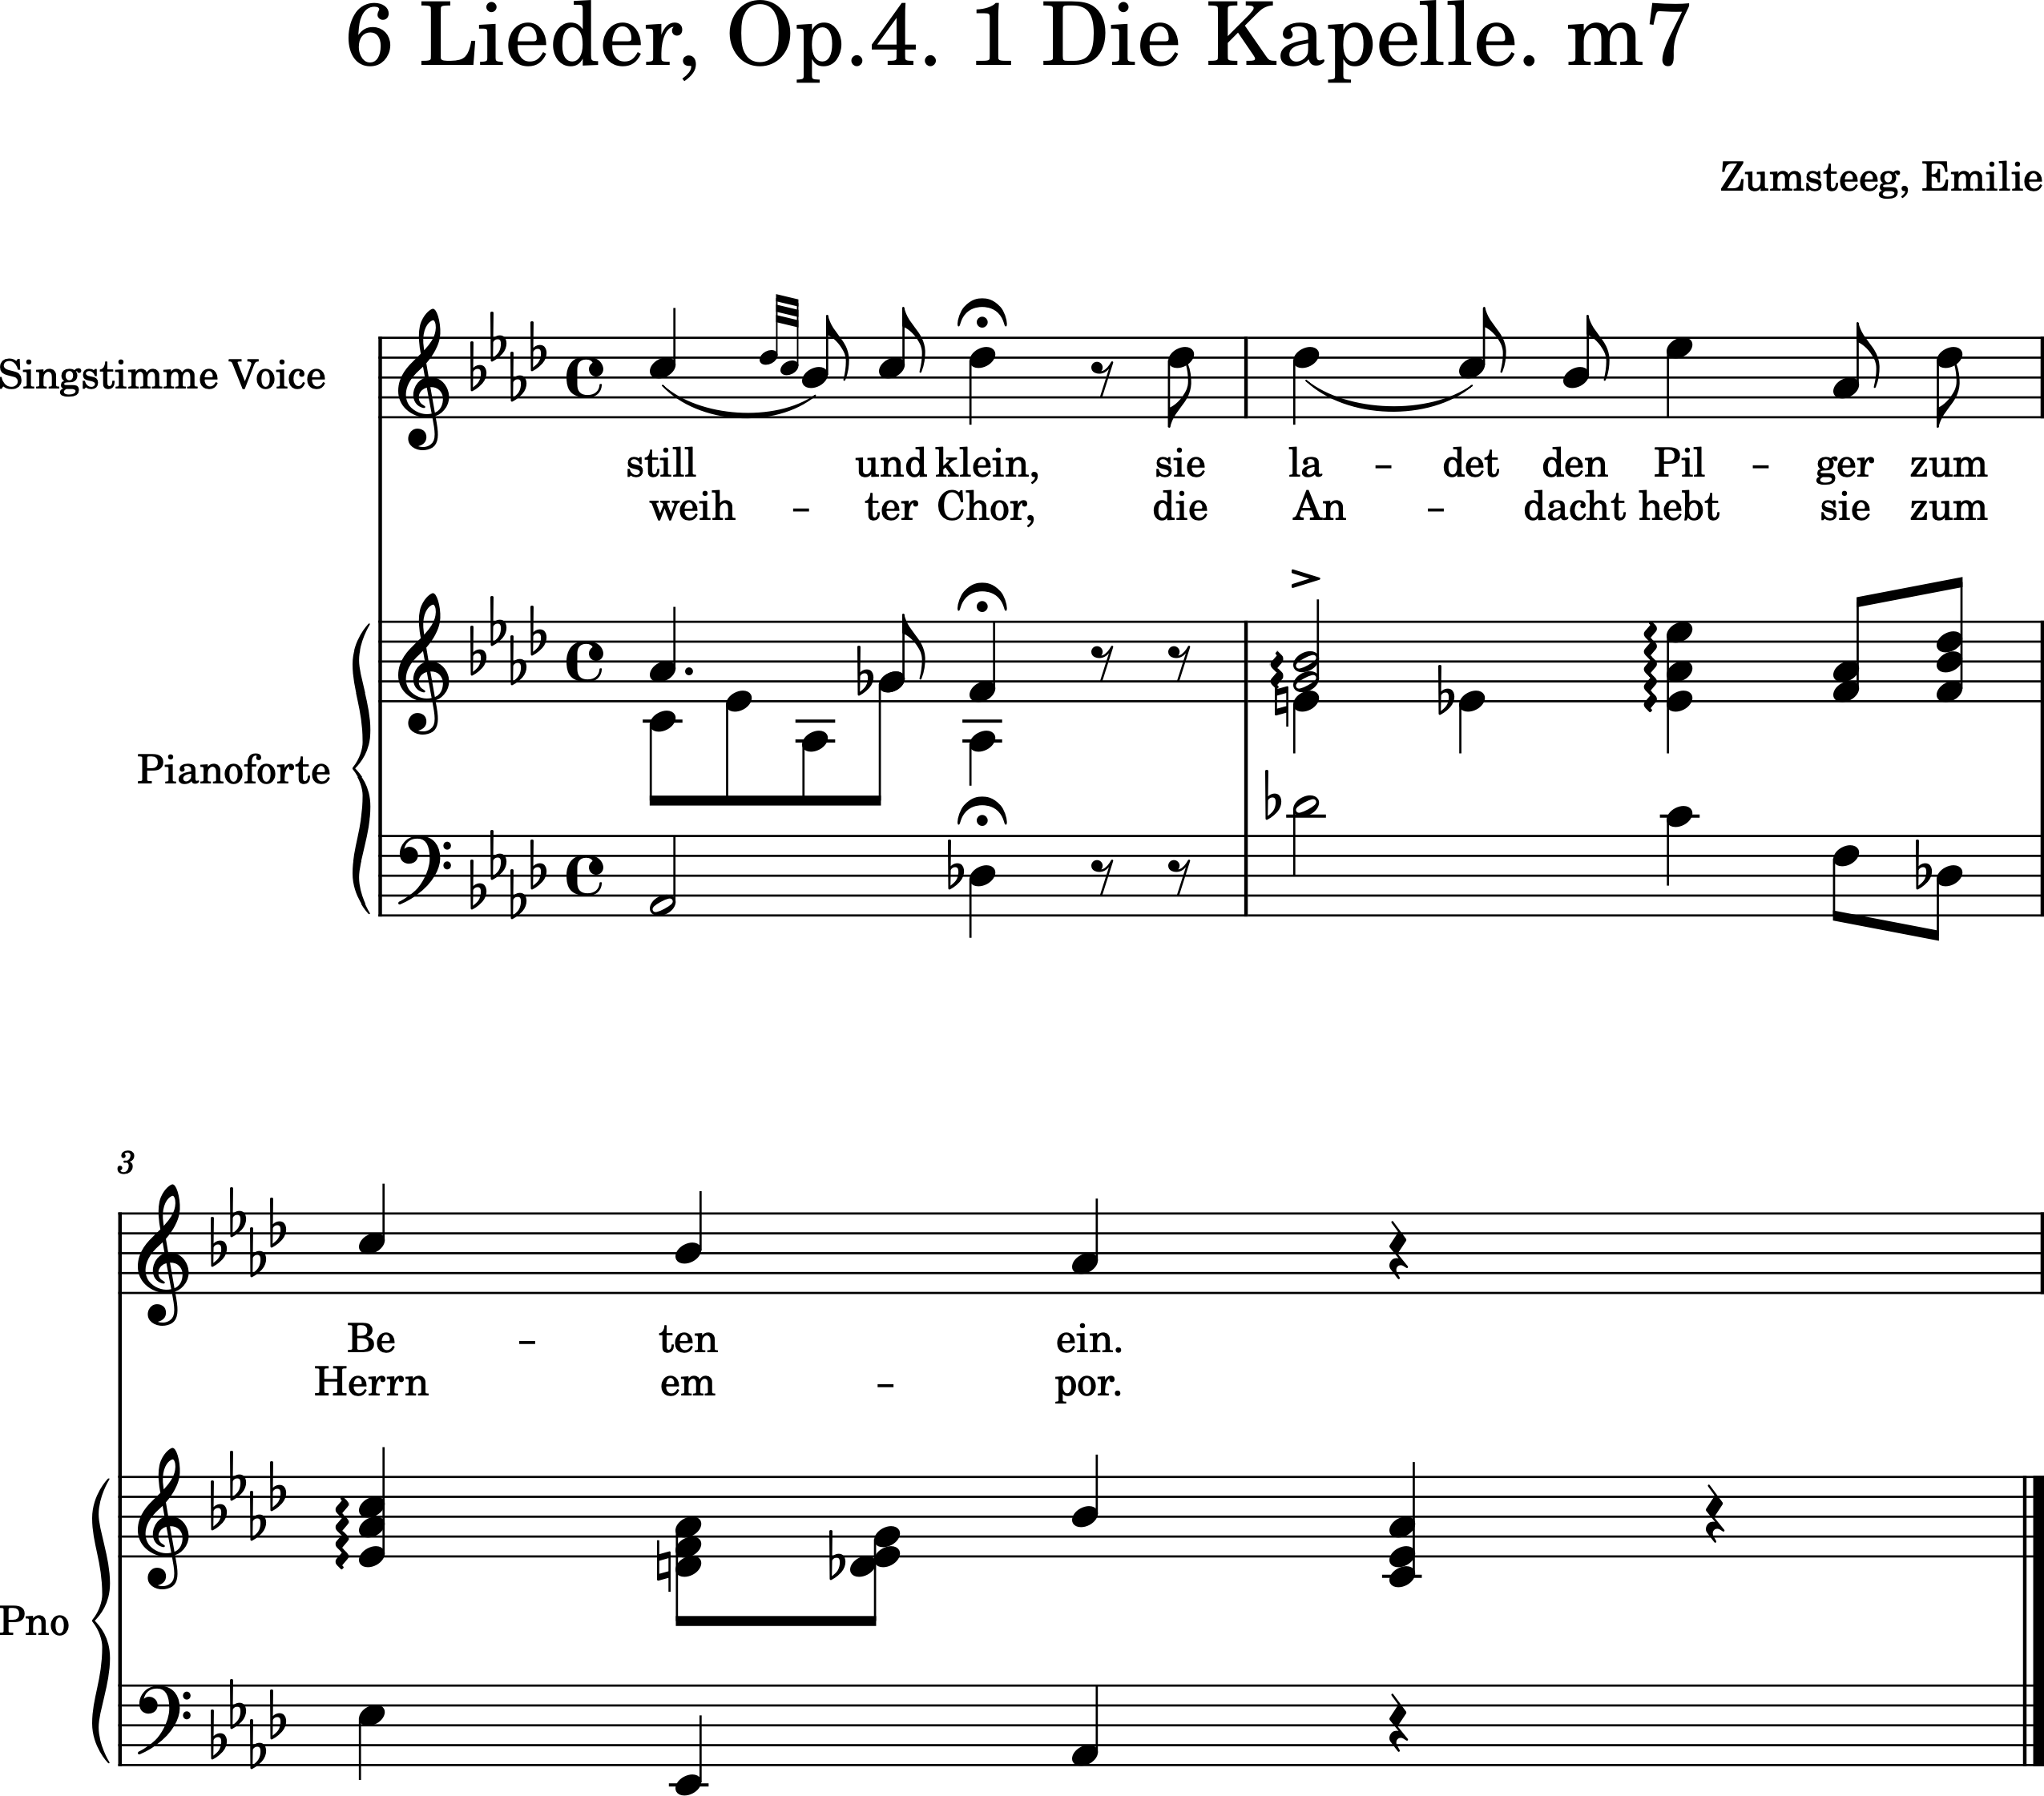 6 Lieder, Op.4. 1 Die Kapelle. m7
Zumsteeg, Emilie
Singstimme Voice
still und klein, sie la – det den Pil – ger zum
weih – ter Chor, die An – dacht hebt sie zum
Pianoforte
3
Be – ten ein.
Herrn em – por.
Pno